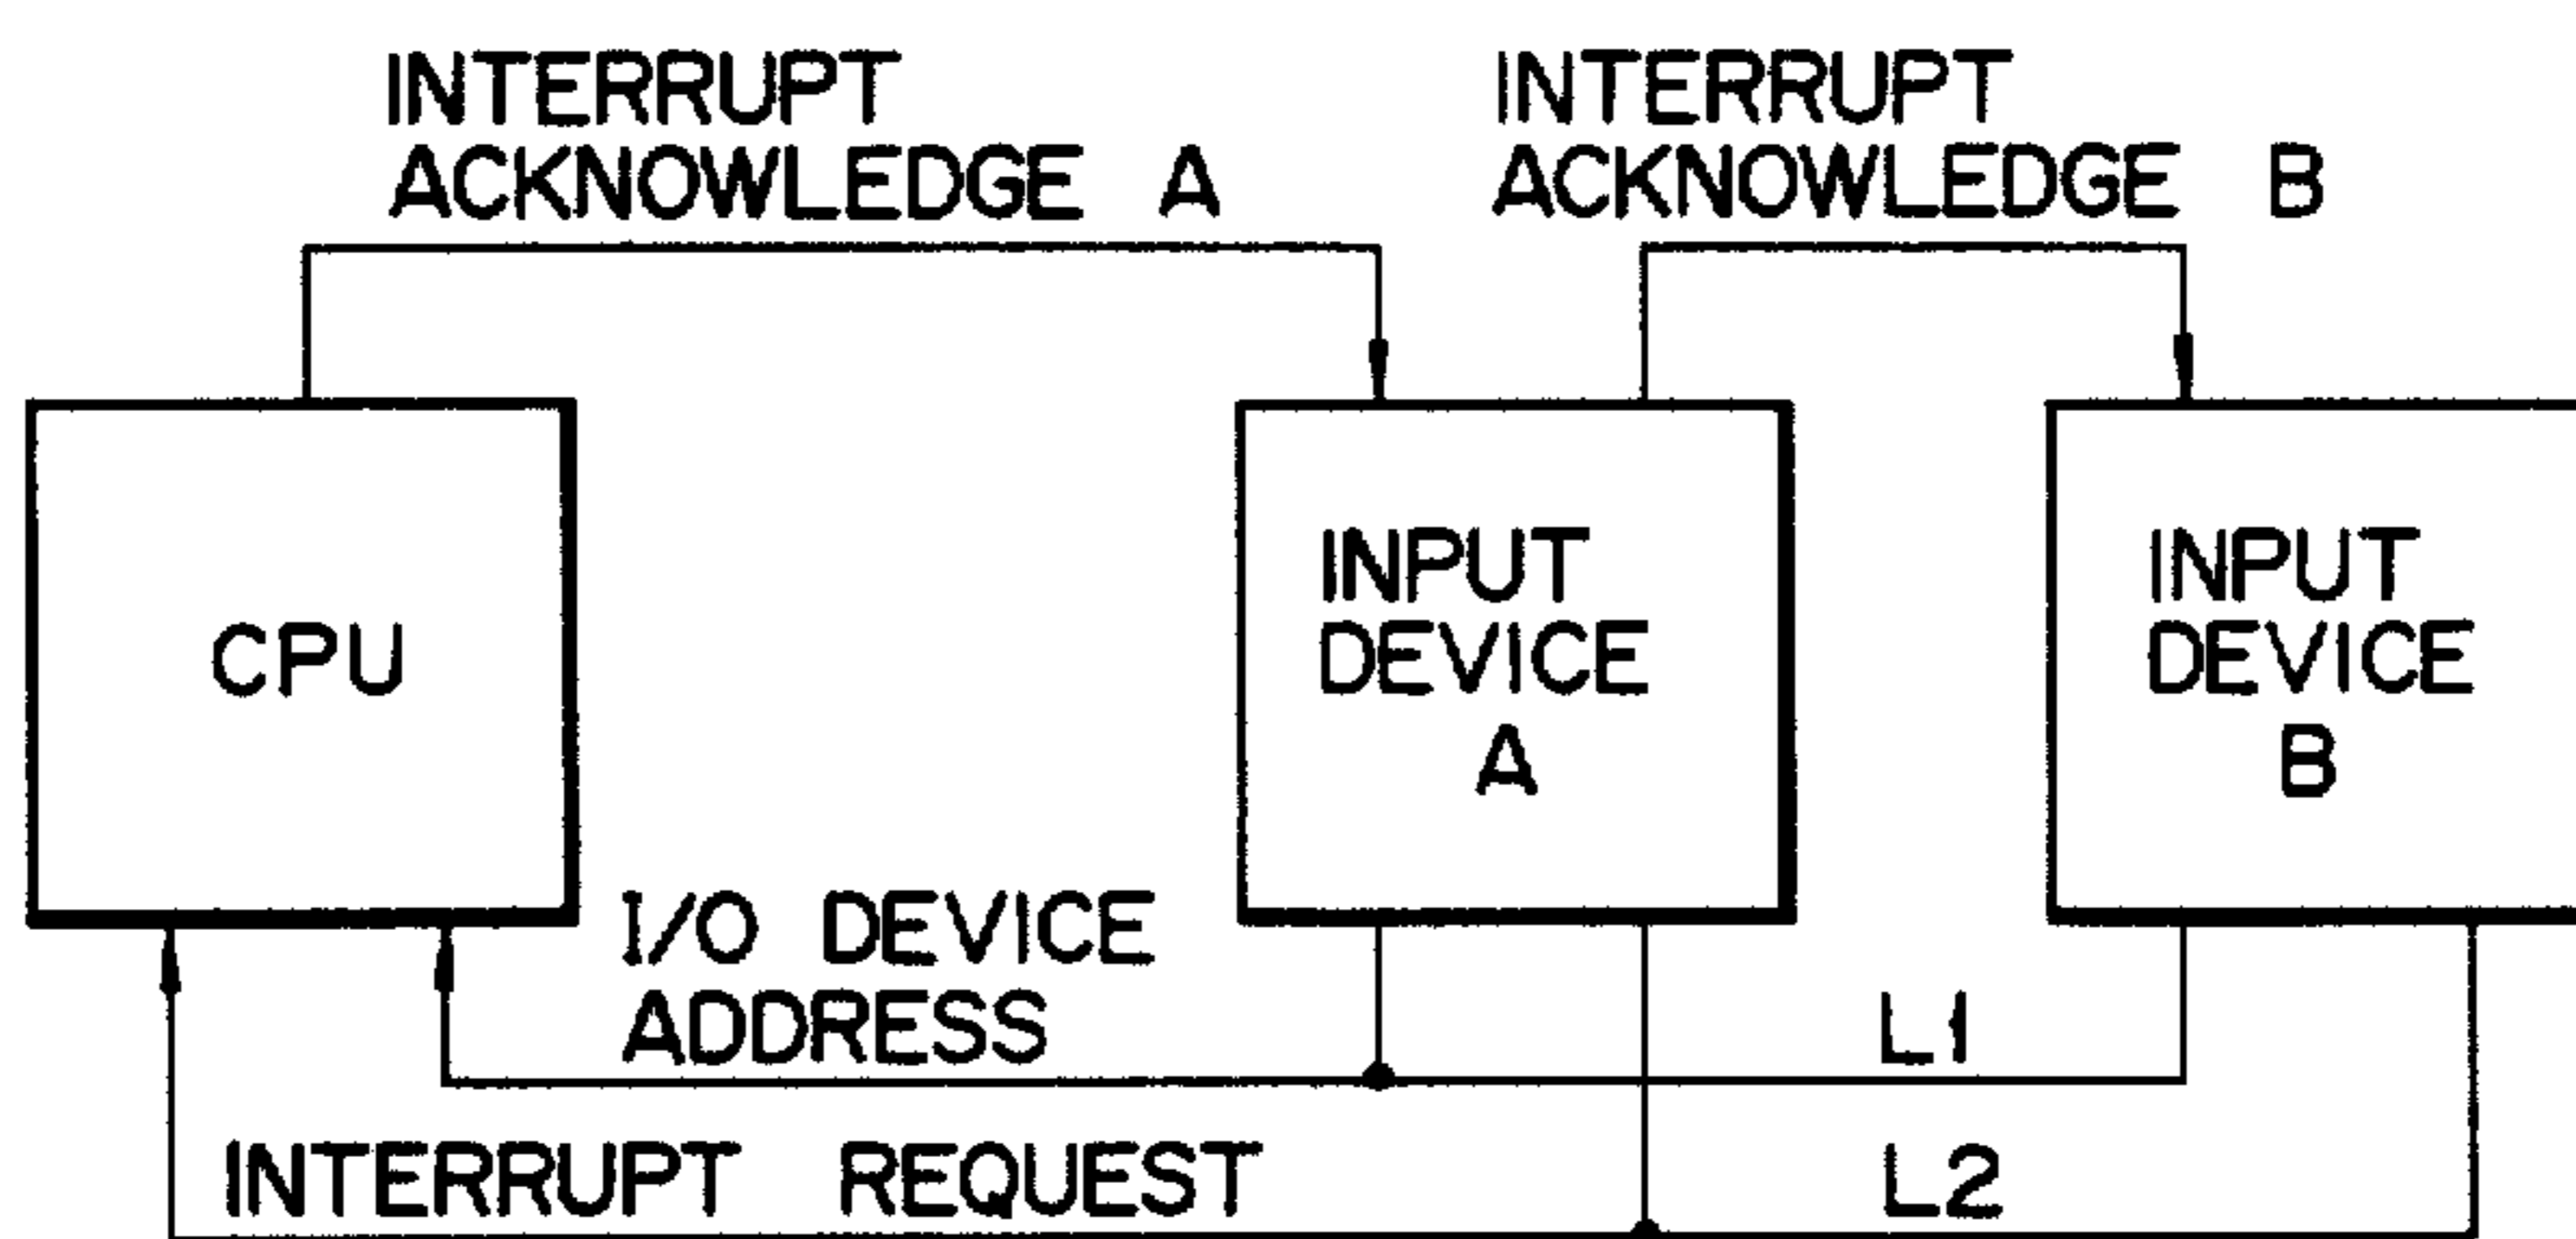 INTERRUPT
ACKNOWLEDGE A
INTERRUPT
ACKNOWLEDGE B
CPU
INPUT
DEVICE
A
INPUT
DEVICE
B
I/O DEVICE
ADDRESS
L1
INTERRUPT REQUEST
L2